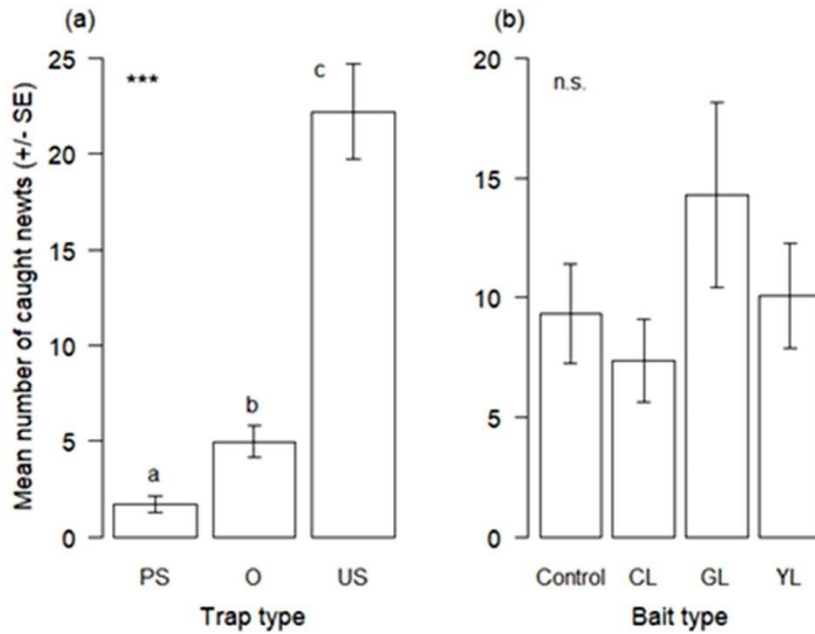 (a)
Mean number of caught newts (+/- SE)
25
20
15
10
5
0
***
a
b
c
PS O US
Trap type
(b)
20
15
10
5
0
n.s.
Control CL GL YL
Bait type